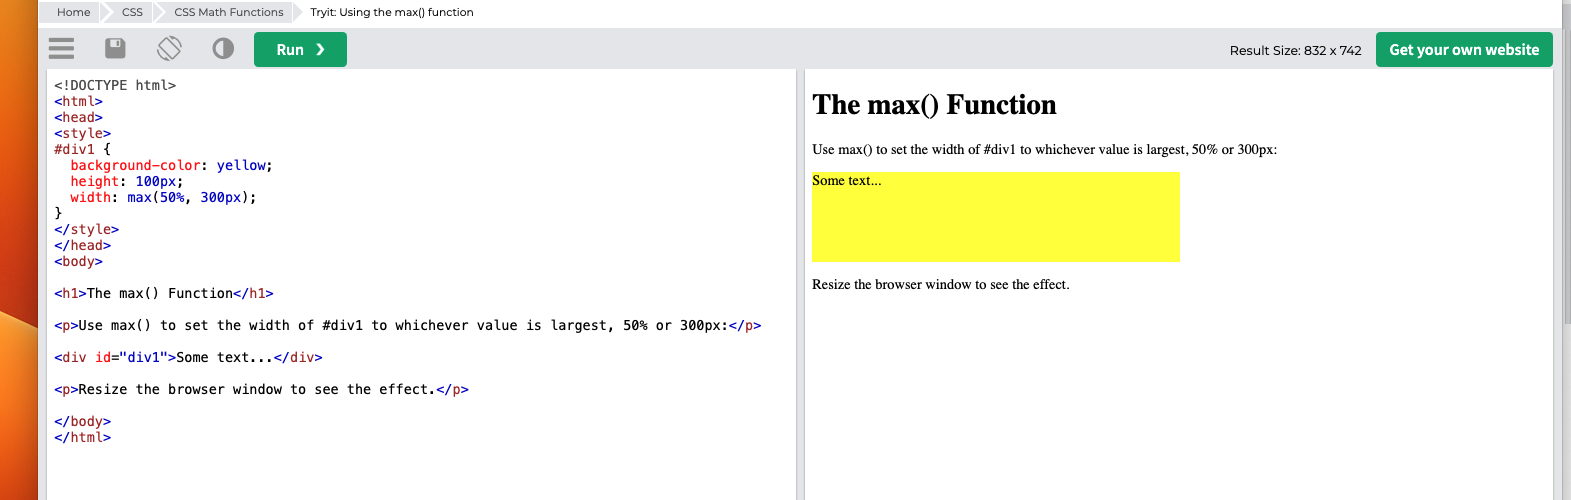 Home CSS CSS Math Functions Tryit: Using the max() function
Run ❯ Result Size: 832 x 742 Get your own website
<!DOCTYPE html>
<html>
<head>
<style>
#div1 {
  background-color: yellow;
  height: 100px;
  width: max(50%, 300px);
}
</style>
</head>
<body>
<h1>The max() Function</h1>
<p>Use max() to set the width of #div1 to whichever value is largest, 50% or 300px:</p>
<div id="div1">Some text...</div>
<p>Resize the browser window to see the effect.</p>
</body>
</html>
The max() Function
Use max() to set the width of #div1 to whichever value is largest, 50% or 300px:
Some text...
Resize the browser window to see the effect.